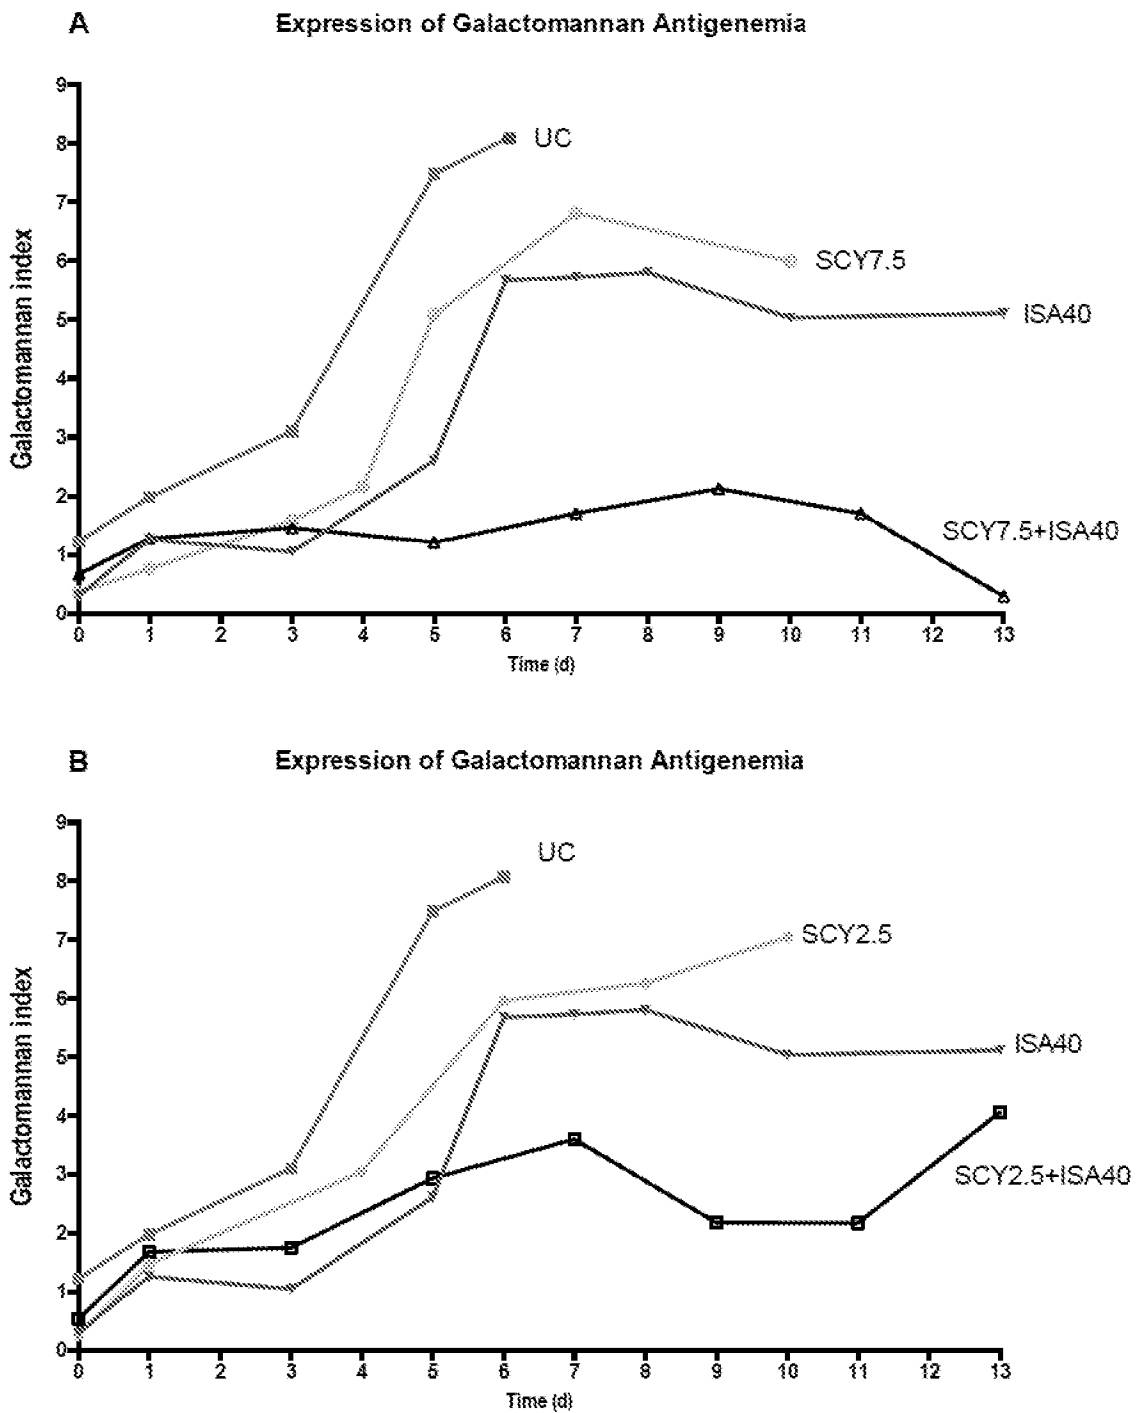 A Expression of Galactomannan Antigenemia
9
8
7
6
5
4
3
2
1
0
Galactomannan index
UC
SCY7.5
ISA40
SCY7.5+ISA40
0 1 2 3 4 5 6 7 8 9 10 11 12 13
Time (d)
B Expression of Galactomannan Antigenemia
9
8
7
6
5
4
3
2
1
0
Galactomannan index
UC
SCY2.5
ISA40
SCY2.5+ISA40
0 1 2 3 4 5 6 7 8 9 10 11 12 13
Time (d)